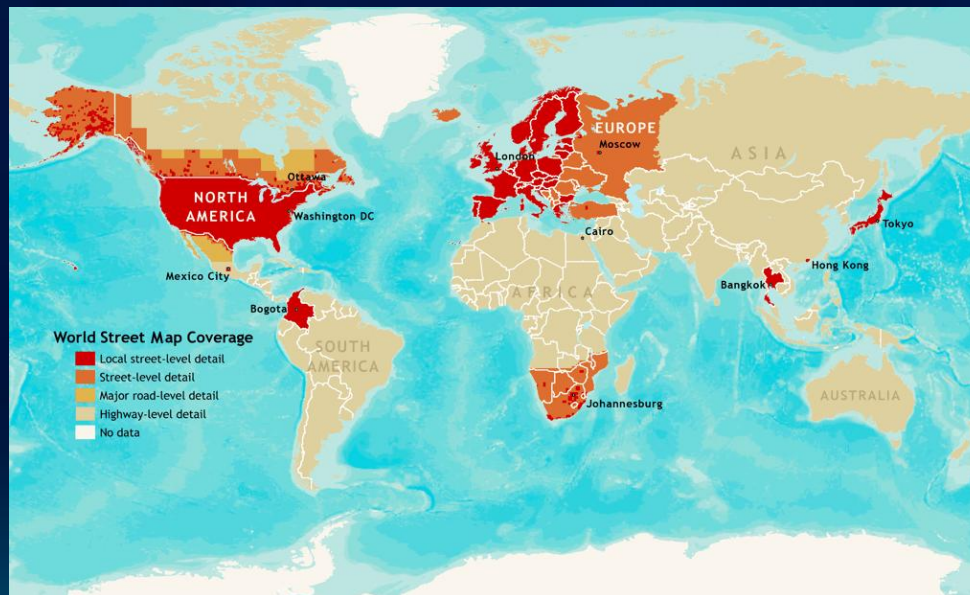 EUROPE
Moscow
London
ASIA
Ottawa
NORTH
AMERICA
Washington DC
Tokyo
Cairo
Mexico City
Hong Kong
Bangkok
AFRICA
Bogota
World Street Map Coverage
Local street-level detail
Street-level detail
Major road-level detail
Highway-level detail
No data
SOUTH
AMERICA
AUSTRALIA
Johannesburg